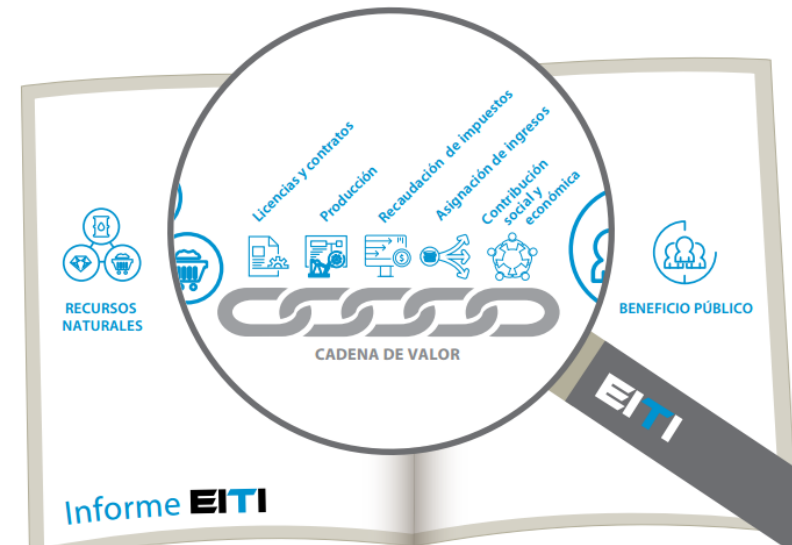 Licencias y contratos
Producción
Recaudación de impuestos
Asignación de ingresos
Contribución
social y
económica
RECURSOS
NATURALES
BENEFICIO PÚBLICO
CADENA DE VALOR
EITI
Informe EITI